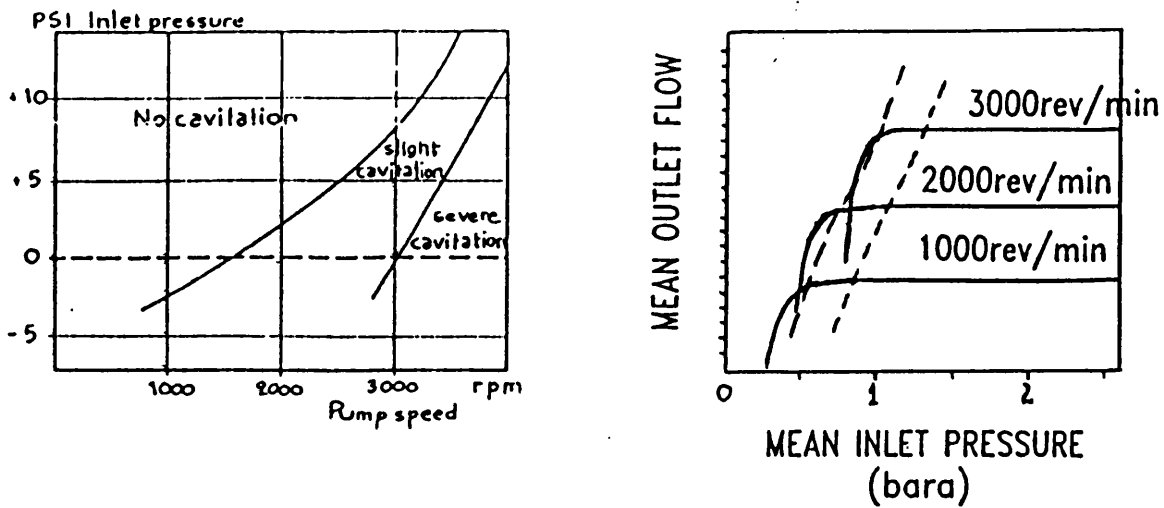 PSI Inlet pressure
+10
No cavitation
slight
cavitation
+5
severe
cavitation
0
-5
1000 2000 3000 rpm
Pump speed
MEAN OUTLET FLOW
3000rev/min
2000rev/min
1000rev/min
0 1 2
MEAN INLET PRESSURE
(bara)